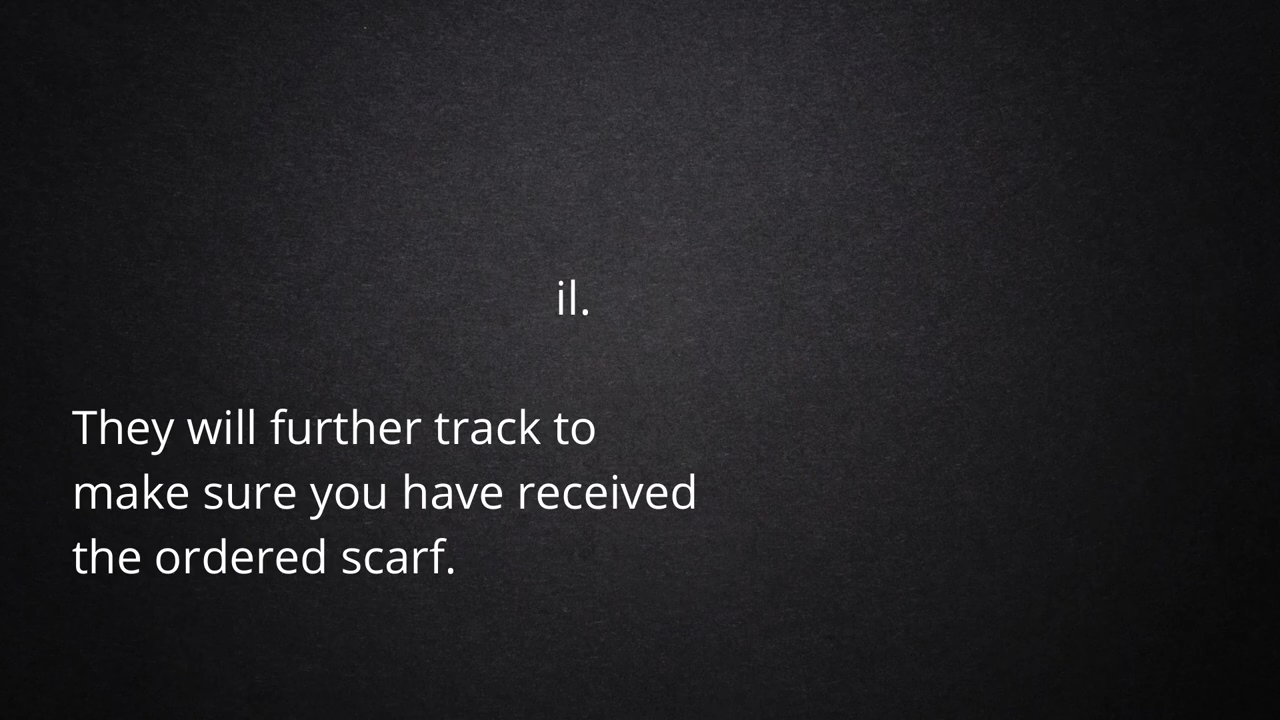 il.
They will further track to
make sure you have received
the ordered scarf.